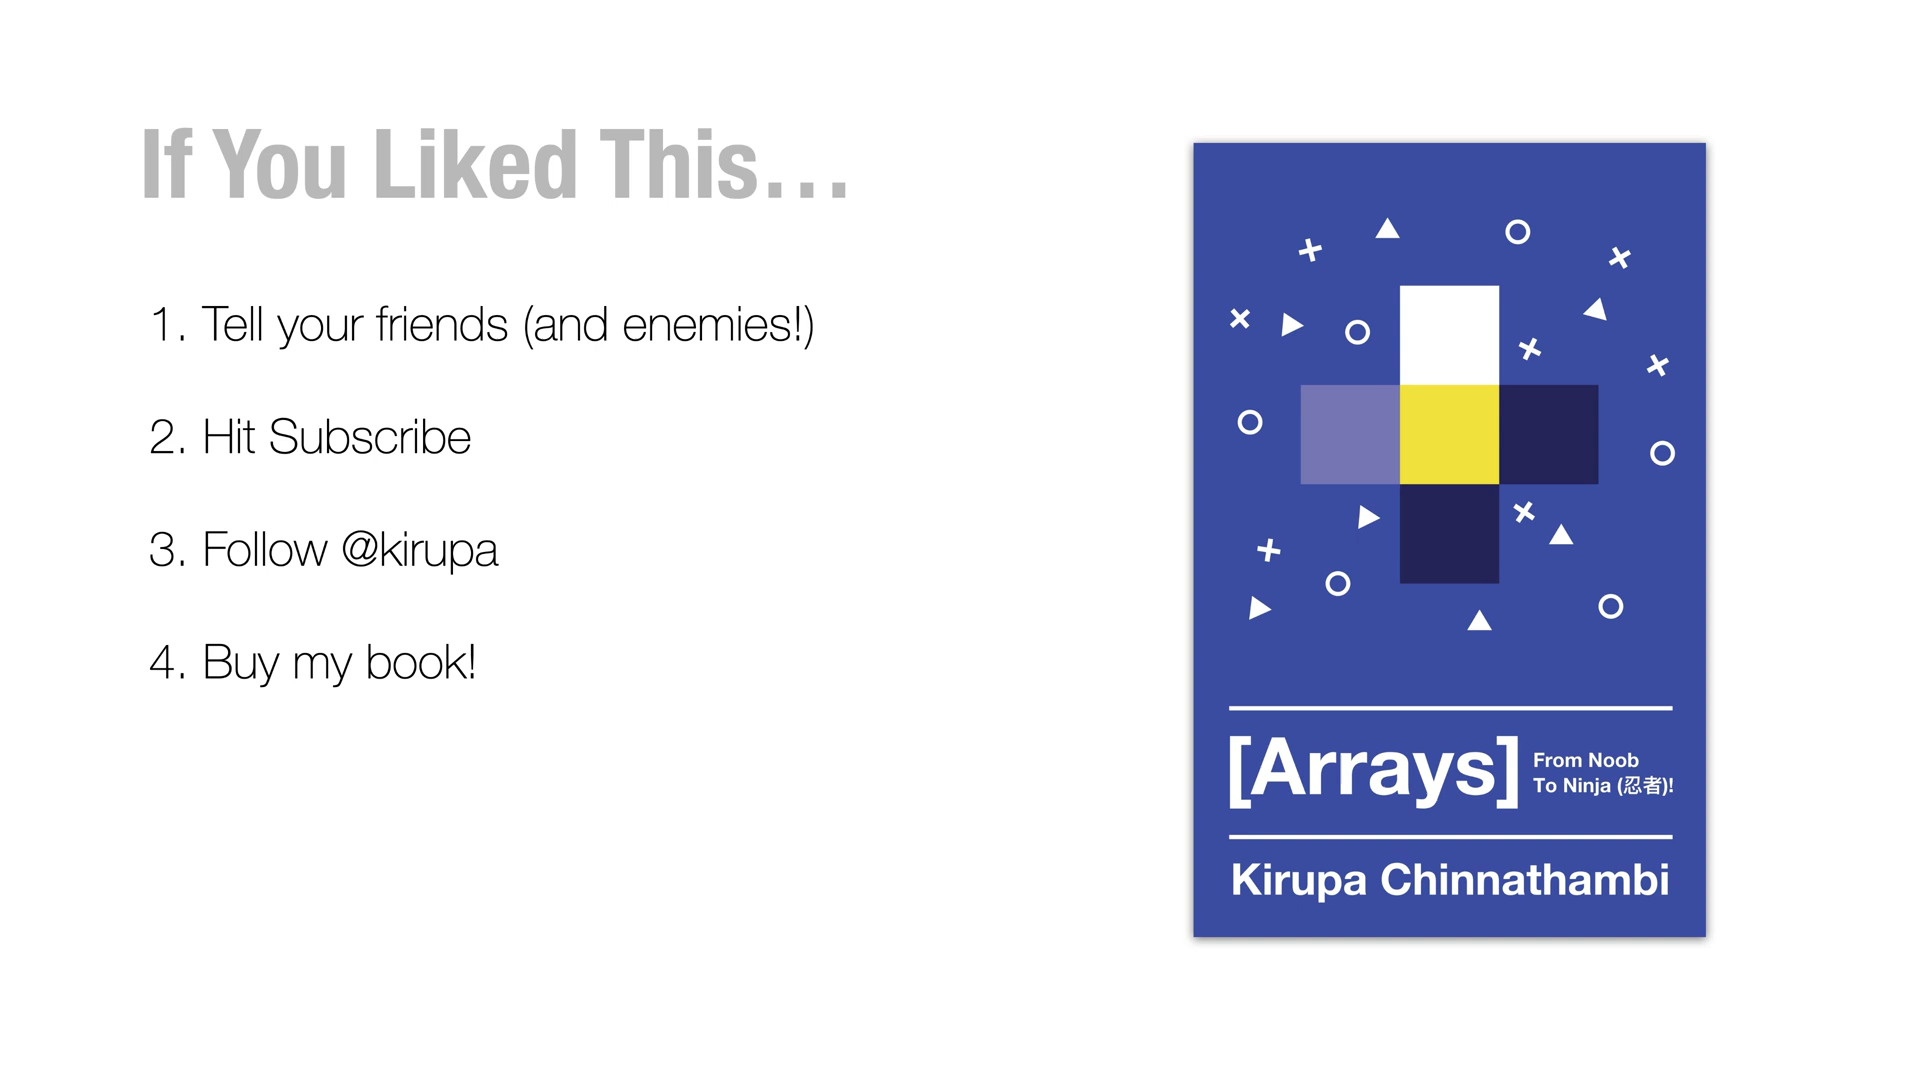 If You Liked This…
1. Tell your friends (and enemies!)
2. Hit Subscribe
3. Follow @kirupa
4. Buy my book!
[Arrays]
From Noob
To Ninja (忍者)!
Kirupa Chinnathambi